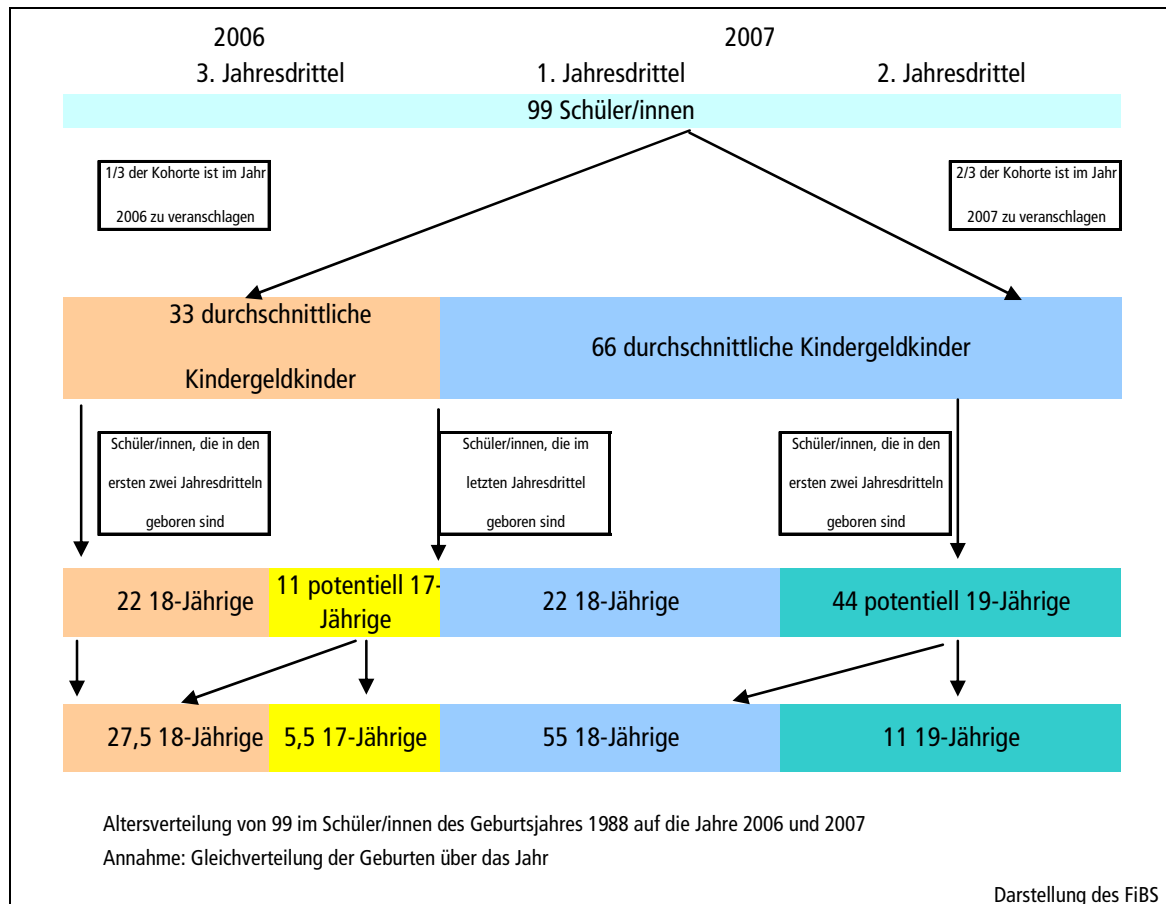 2006
2007
3. Jahresdrittel
1. Jahresdrittel
2. Jahresdrittel
99 Schüler/innen
1/3 der Kohorte ist im Jahr
2006 zu veranschlagen
2/3 der Kohorte ist im Jahr
2007 zu veranschlagen
33 durchschnittliche
Kindergeldkinder
66 durchschnittliche Kindergeldkinder
Schüler/innen, die in den
ersten zwei Jahresdritteln
geboren sind
Schüler/innen, die im
letzten Jahresdrittel
geboren sind
Schüler/innen, die in den
ersten zwei Jahresdritteln
geboren sind
22 18-Jährige
11 potentiell 17-
Jährige
22 18-Jährige
44 potentiell 19-Jährige
27,5 18-Jährige
5,5 17-Jährige
55 18-Jährige
11 19-Jährige
Altersverteilung von 99 im Schüler/innen des Geburtsjahres 1988 auf die Jahre 2006 und 2007
Annahme: Gleichverteilung der Geburten über das Jahr
Darstellung des FiBS